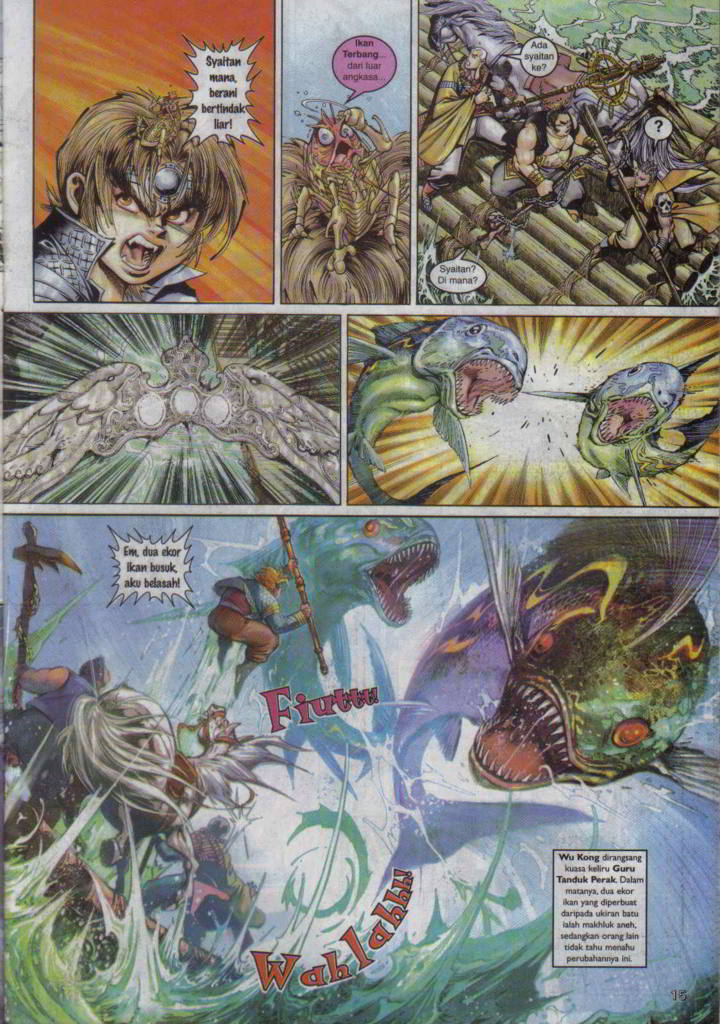 Syaitan
mana,
berani
bertindak
liar!
Ikan
Terbang...
dari luar
angkasa...
Ada
syaitan
ke?
?
Syaitan?
Di mana?
Em, dua ekor
ikan busuk,
aku belasah!
Fiuttt!
Wahlahhh!
Wu Kong dirangsang
kuasa keliru Guru
Tanduk Perak. Dalam
matanya, dua ekor
ikan yang diperbuat
daripada ukiran batu
ialah makhluk aneh,
sedangkan orang lain
tidak tahu menahu
perubahannya ini.
15